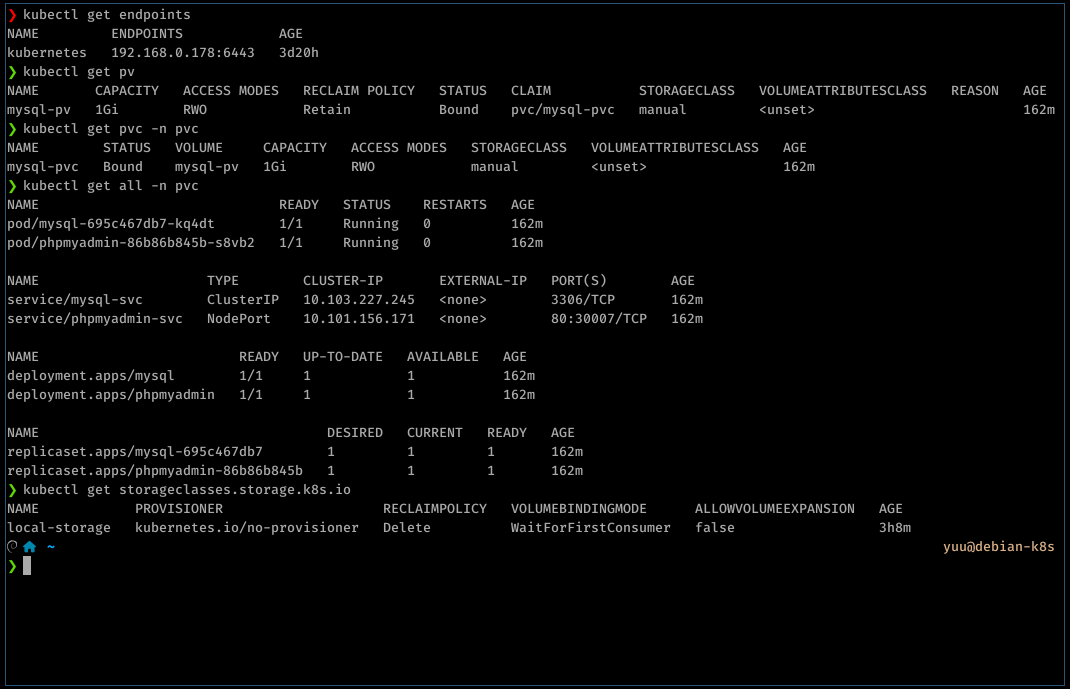 ❯ kubectl get endpoints
NAME         ENDPOINTS            AGE
kubernetes   192.168.0.178:6443   3d20h
❯ kubectl get pv
NAME       CAPACITY   ACCESS MODES   RECLAIM POLICY   STATUS   CLAIM           STORAGECLASS   VOLUMEATTRIBUTESCLASS   REASON   AGE
mysql-pv   1Gi        RWO            Retain           Bound    pvc/mysql-pvc   manual         <unset>                          162m
❯ kubectl get pvc -n pvc
NAME        STATUS   VOLUME     CAPACITY   ACCESS MODES   STORAGECLASS   VOLUMEATTRIBUTESCLASS   AGE
mysql-pvc   Bound    mysql-pv   1Gi        RWO            manual         <unset>                 162m
❯ kubectl get all -n pvc
NAME                              READY   STATUS    RESTARTS   AGE
pod/mysql-695c467db7-kq4dt        1/1     Running   0          162m
pod/phpmyadmin-86b86b845b-s8vb2   1/1     Running   0          162m
NAME                     TYPE        CLUSTER-IP       EXTERNAL-IP   PORT(S)        AGE
service/mysql-svc        ClusterIP   10.103.227.245   <none>        3306/TCP       162m
service/phpmyadmin-svc   NodePort    10.101.156.171   <none>        80:30007/TCP   162m
NAME                         READY   UP-TO-DATE   AVAILABLE   AGE
deployment.apps/mysql        1/1     1            1           162m
deployment.apps/phpmyadmin   1/1     1            1           162m
NAME                                    DESIRED   CURRENT   READY   AGE
replicaset.apps/mysql-695c467db7        1         1         1       162m
replicaset.apps/phpmyadmin-86b86b845b   1         1         1       162m
❯ kubectl get storageclasses.storage.k8s.io
NAME            PROVISIONER                    RECLAIMPOLICY   VOLUMEBINDINGMODE      ALLOWVOLUMEEXPANSION   AGE
local-storage   kubernetes.io/no-provisioner   Delete          WaitForFirstConsumer   false                  3h8m
~ yuu@debian-k8s
❯